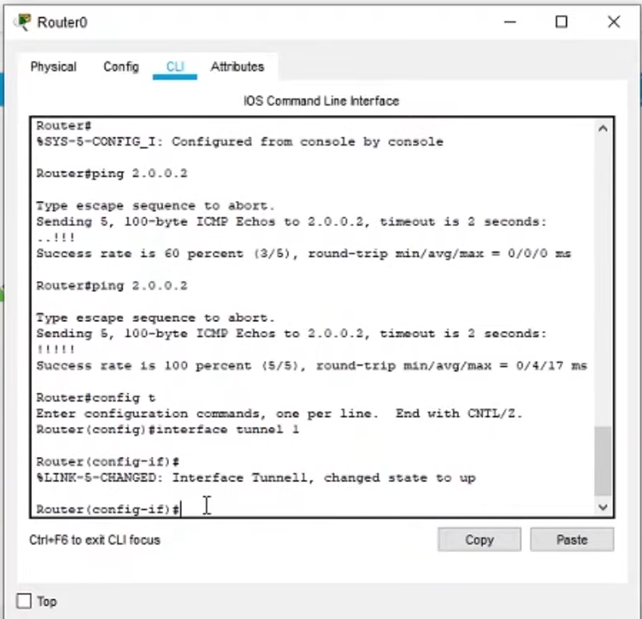 Router0
Physical Config CLI Attributes
IOS Command Line Interface
Router#
%SYS-5-CONFIG_I: Configured from console by console
Router#ping 2.0.0.2
Type escape sequence to abort.
Sending 5, 100-byte ICMP Echos to 2.0.0.2, timeout is 2 seconds:
..!!!
Success rate is 60 percent (3/5), round-trip min/avg/max = 0/0/0 ms
Router#ping 2.0.0.2
Type escape sequence to abort.
Sending 5, 100-byte ICMP Echos to 2.0.0.2, timeout is 2 seconds:
!!!!!
Success rate is 100 percent (5/5), round-trip min/avg/max = 0/4/17 ms
Router#config t
Enter configuration commands, one per line.  End with CNTL/Z.
Router(config)#interface tunnel 1
Router(config-if)#
%LINK-5-CHANGED: Interface Tunnel1, changed state to up
Router(config-if)#
Ctrl+F6 to exit CLI focus
Copy Paste
Top